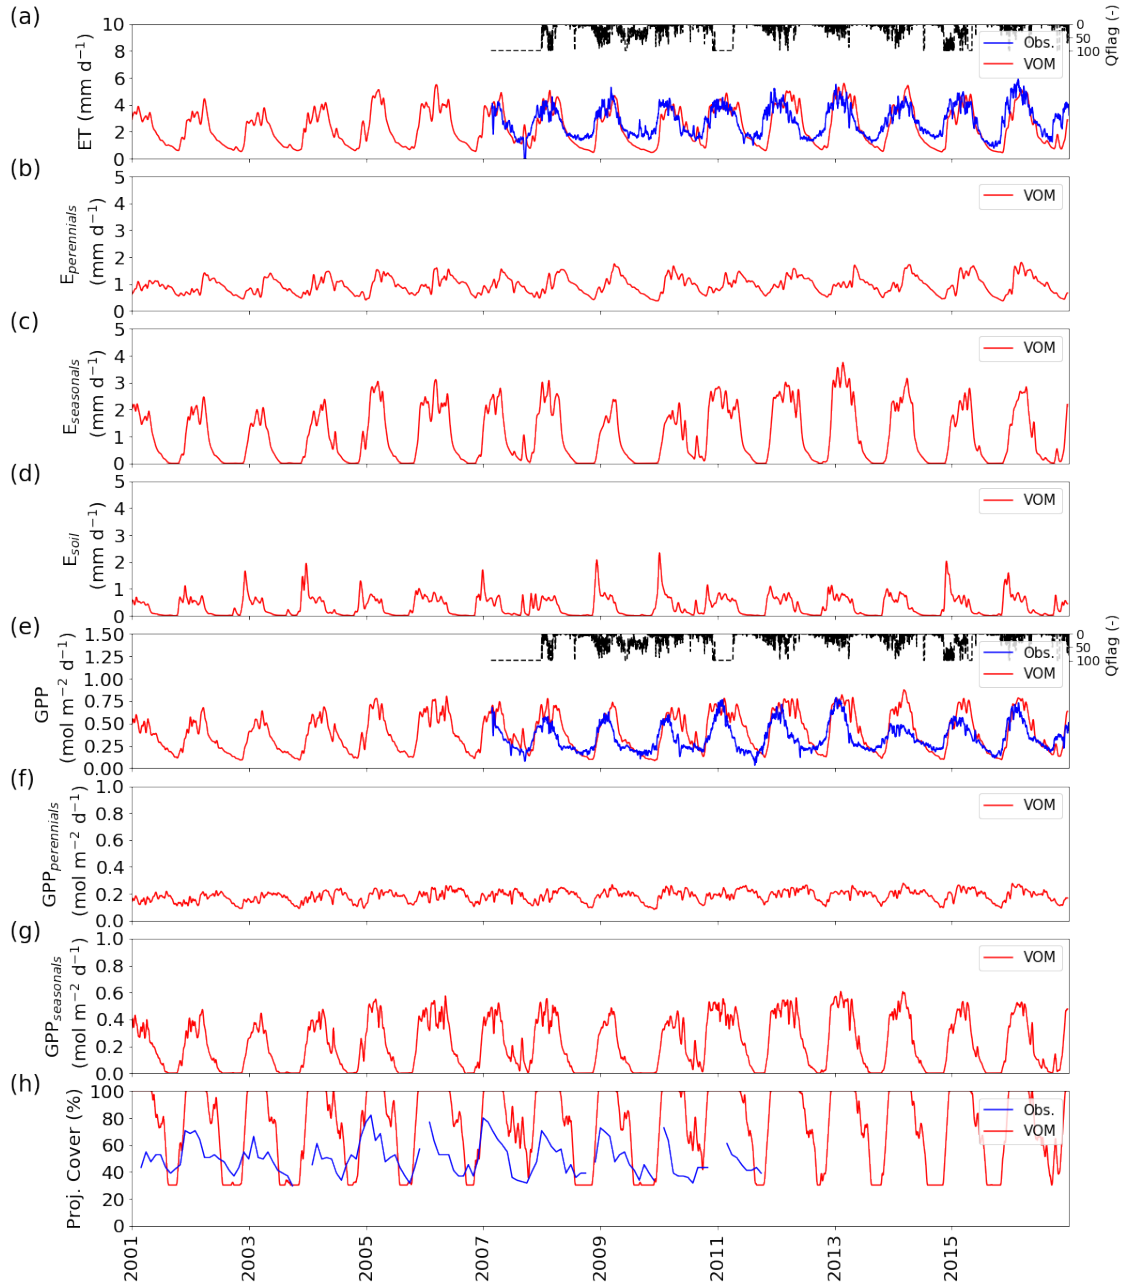 (a)
10
8
6
4
2
0
ET (mm d⁻¹)
0
50
100
Qflag (-)
Obs.
VOM
(b)
5
4
3
2
1
0
E_perennials
(mm d⁻¹)
VOM
(c)
5
4
3
2
1
0
E_seasonals
(mm d⁻¹)
VOM
(d)
5
4
3
2
1
0
E_soil
(mm d⁻¹)
VOM
(e)
1.50
1.25
1.00
0.75
0.50
0.25
0.00
GPP
(mol m⁻² d⁻¹)
0
50
100
Qflag (-)
Obs.
VOM
(f)
1.0
0.8
0.6
0.4
0.2
0.0
GPP_perennials
(mol m⁻² d⁻¹)
VOM
(g)
1.0
0.8
0.6
0.4
0.2
0.0
GPP_seasonals
(mol m⁻² d⁻¹)
VOM
(h)
100
80
60
40
20
0
Proj. Cover (%)
Obs.
VOM
2001
2003
2005
2007
2009
2011
2013
2015